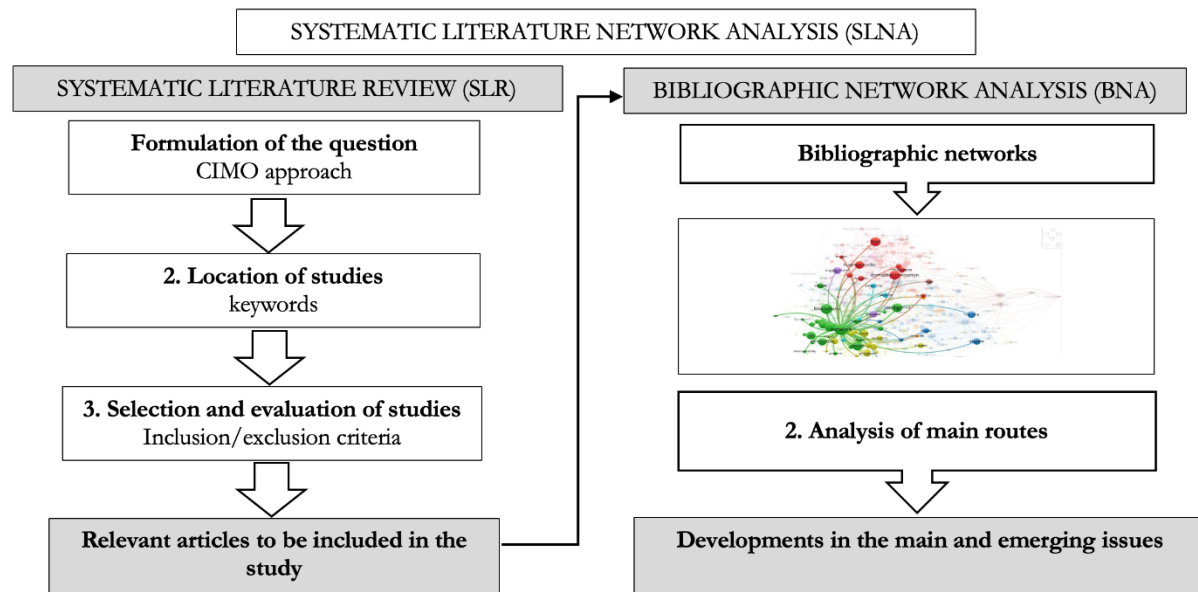 SYSTEMATIC LITERATURE NETWORK ANALYSIS (SLNA)
SYSTEMATIC LITERATURE REVIEW (SLR)
Formulation of the question
CIMO approach
2. Location of studies
keywords
3. Selection and evaluation of studies
Inclusion/exclusion criteria
Relevant articles to be included in the
study
BIBLIOGRAPHIC NETWORK ANALYSIS (BNA)
Bibliographic networks
2. Analysis of main routes
Developments in the main and emerging issues